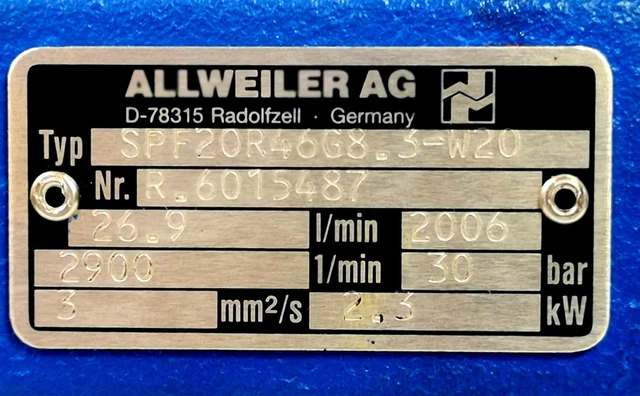 ALLWEILER AG
D-78315 Radolfzell · Germany
Typ SPF20R46G8.3-W20
Nr. R.6015487
26.9 l/min 2006
2900 1/min 30 bar
3 mm²/s 2.3 kW